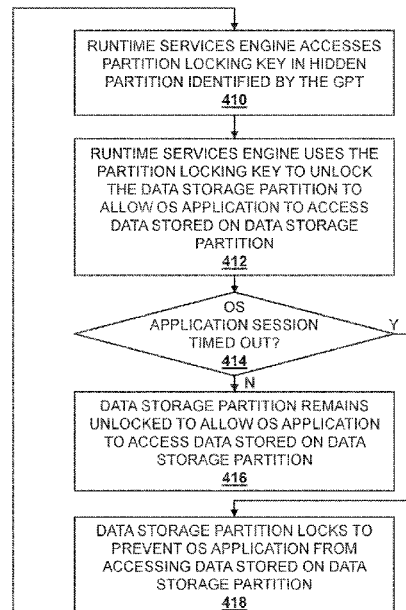 RUNTIME SERVICES ENGINE ACCESSES
PARTITION LOCKING KEY IN HIDDEN
PARTITION IDENTIFIED BY THE GPT
410
RUNTIME SERVICES ENGINE USES THE
PARTITION LOCKING KEY TO UNLOCK
THE DATA STORAGE PARTITION TO
ALLOW OS APPLICATION TO ACCESS
DATA STORED ON DATA STORAGE
PARTITION
412
OS
APPLICATION SESSION
TIMED OUT?
Y
414
N
DATA STORAGE PARTITION REMAINS
UNLOCKED TO ALLOW OS APPLICATION
TO ACCESS DATA STORED ON DATA
STORAGE PARTITION
416
DATA STORAGE PARTITION LOCKS TO
PREVENT OS APPLICATION FROM
ACCESSING DATA STORED ON DATA
STORAGE PARTITION
418